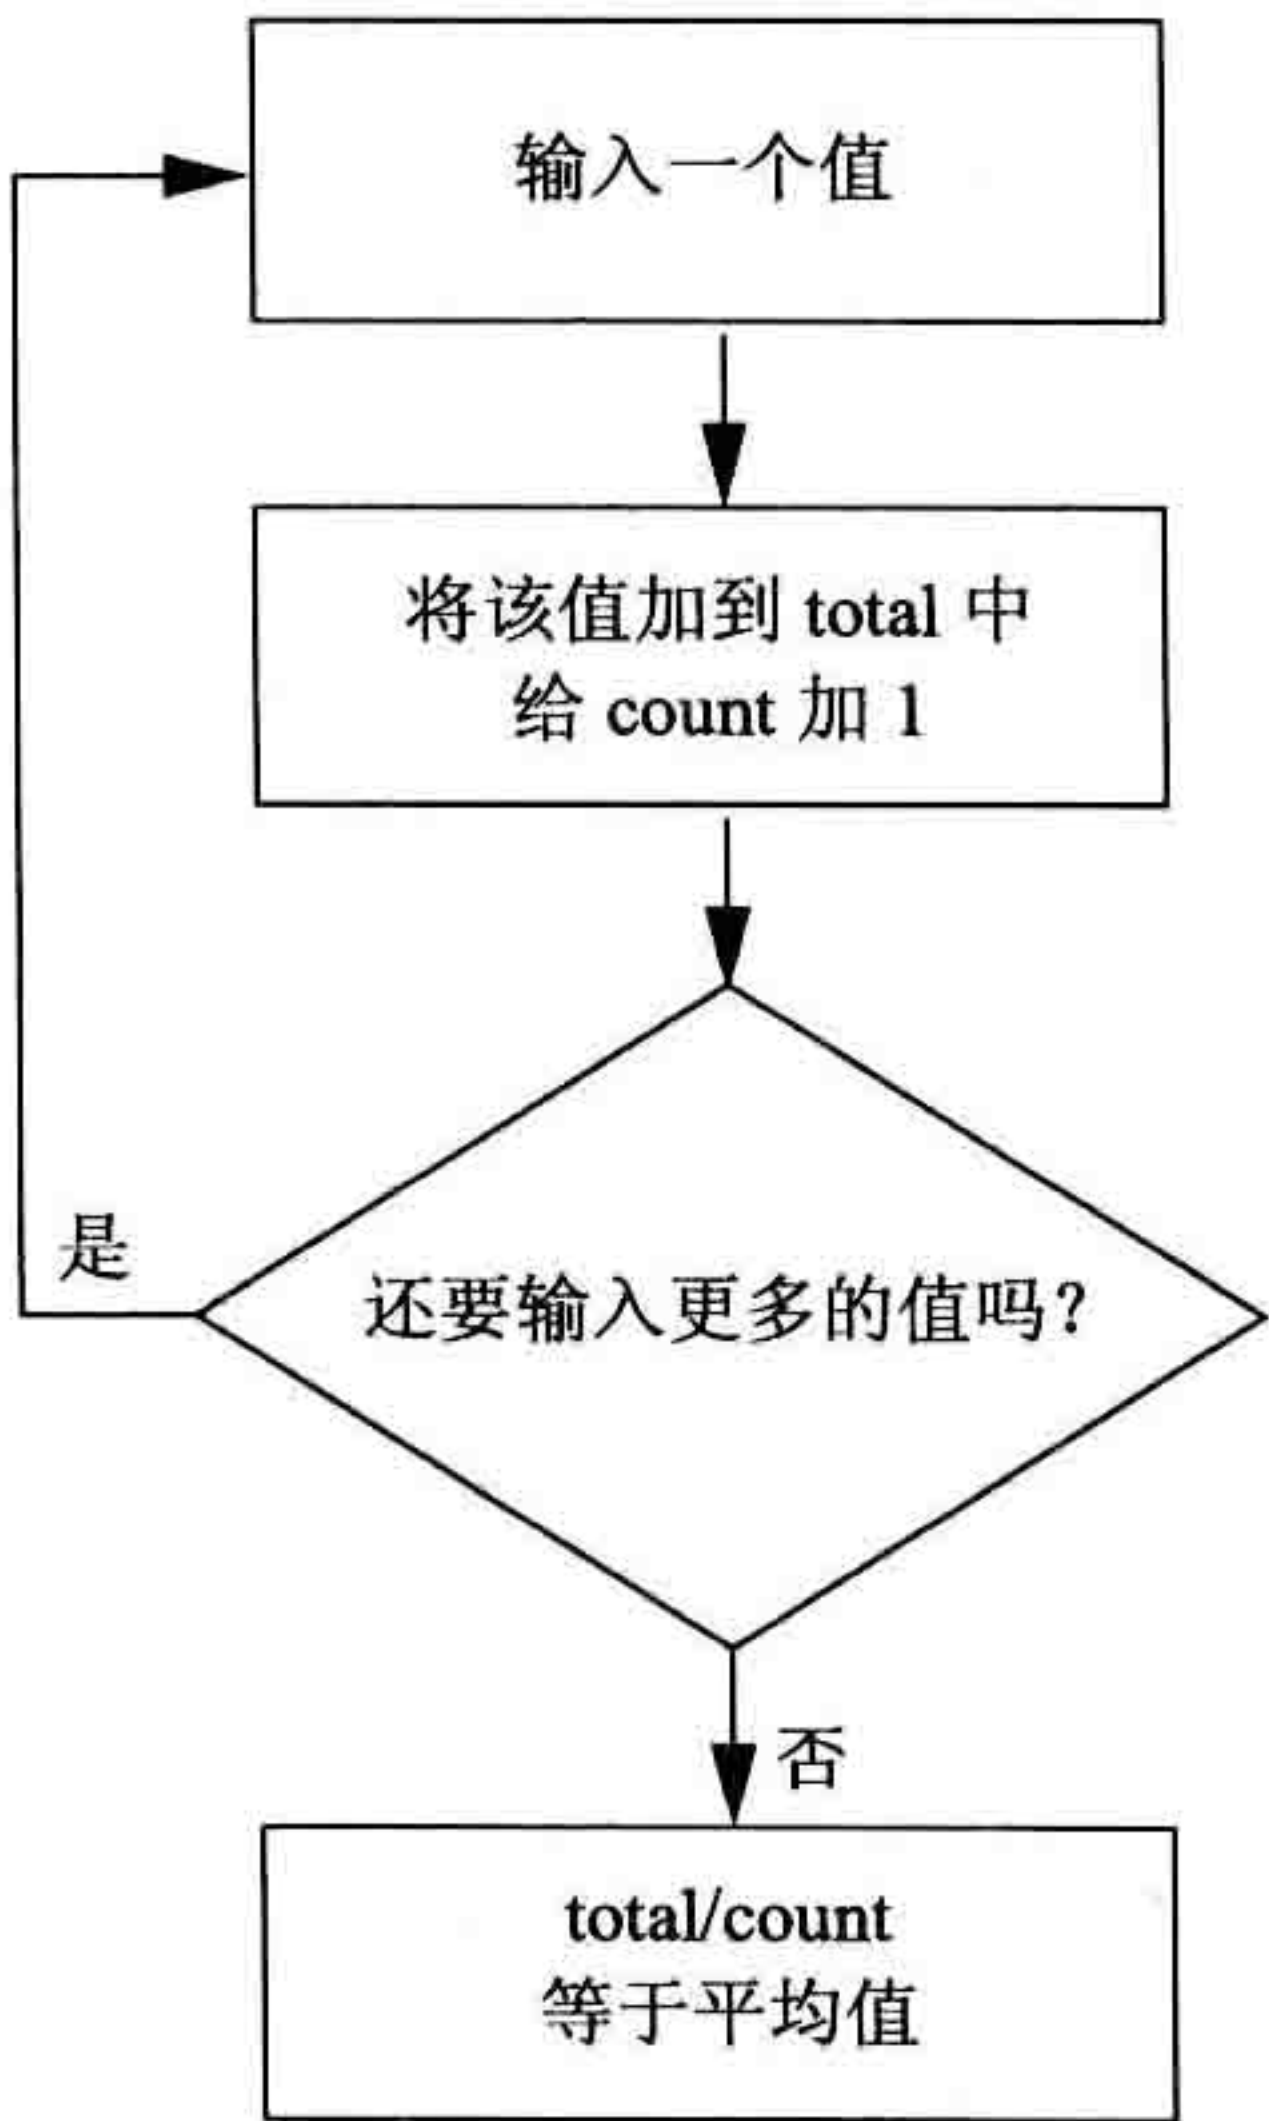 输入一个值
将该值加到 total 中
给 count 加 1
是
还要输入更多的值吗？
否
total/count
等于平均值